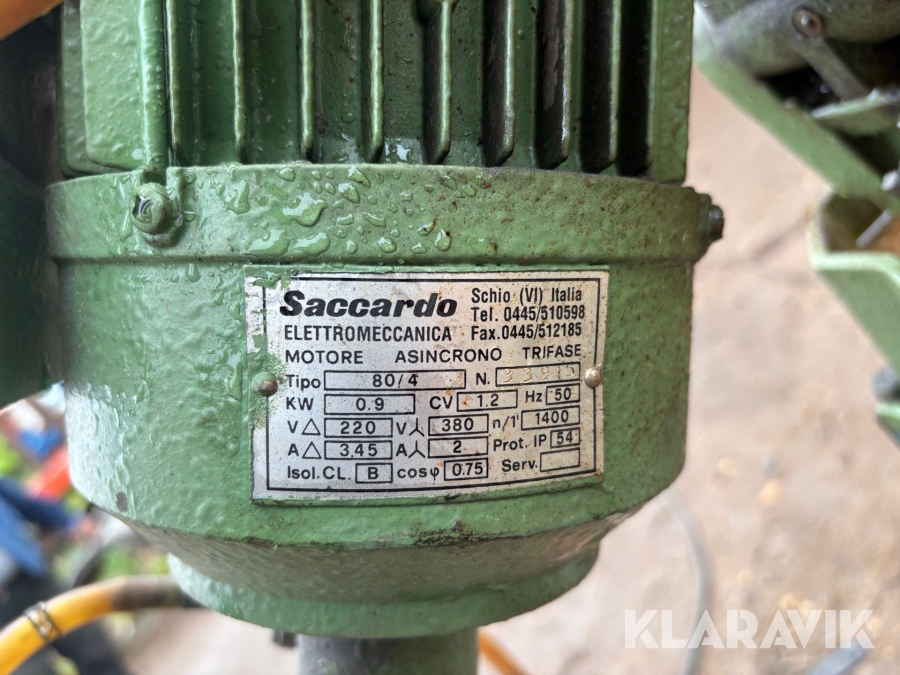 Saccardo
ELETTROMECCANICA
Schio (VI) Italia
Tel. 0445/510598
Fax. 0445/512185
MOTORE ASINCRONO TRIFASE
Tipo 80/4 N.
KW 0.9 CV 1.2 Hz 50
V△ 220 V⅄ 380 n/1' 1400
A△ 3,45 A⅄ 2 Prot. IP 54
Isol. CL. B cosφ 0.75 Serv.
KLARAVIK